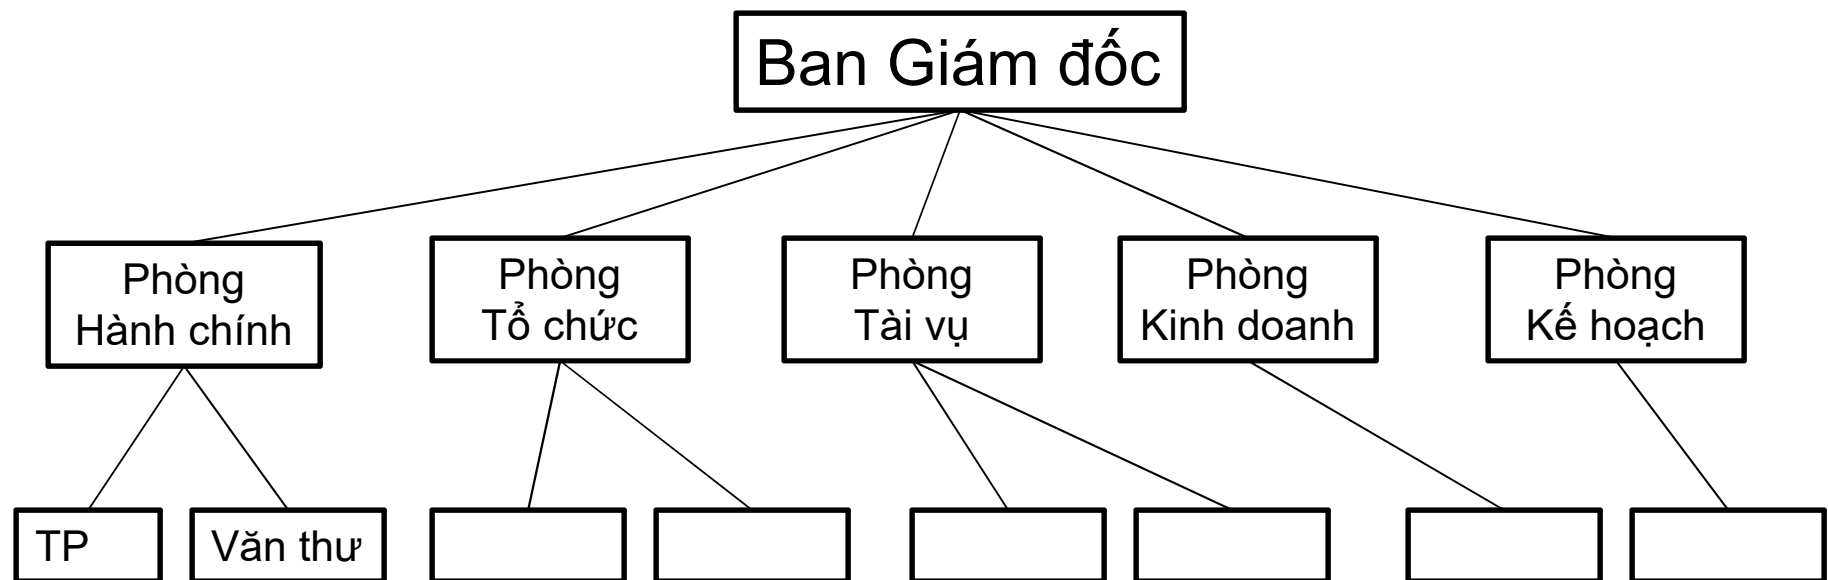 Ban Giám đốc
Phòng
Hành chính
Phòng
Tổ chức
Phòng
Tài vụ
Phòng
Kinh doanh
Phòng
Kế hoạch
TP
Văn thư